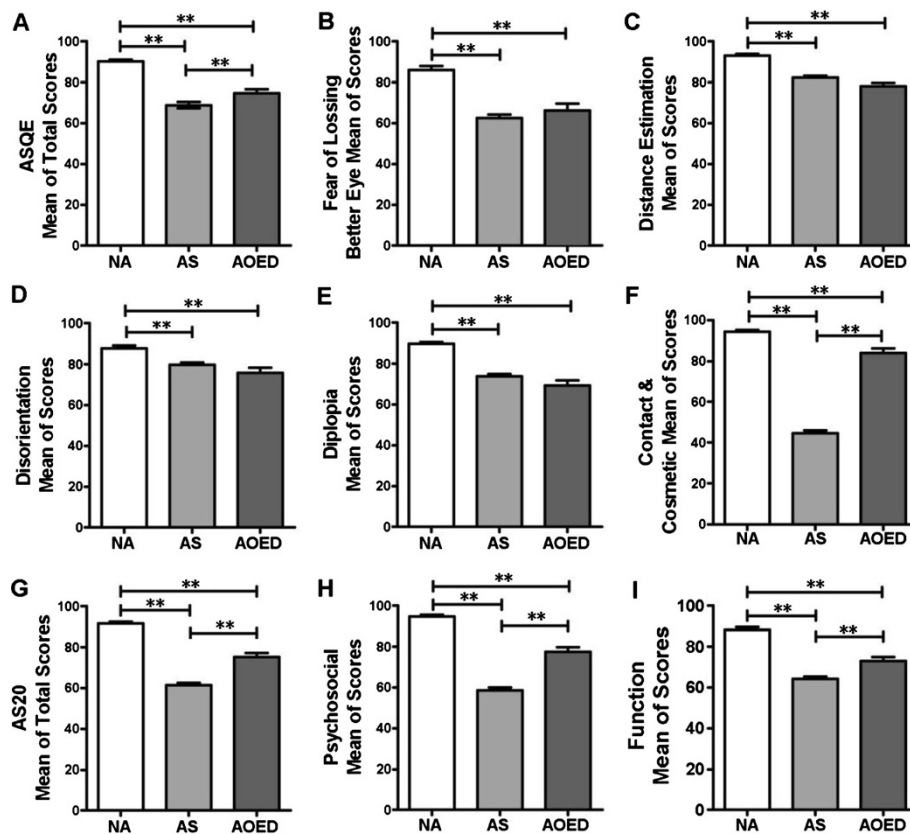 A
ASQE
Mean of Total Scores
100
80
60
40
20
0
**
**
**
NA AS AOED
B
Fear of Lossing
Better Eye Mean of Scores
100
80
60
40
20
0
**
**
NA AS AOED
C
Distance Estimation
Mean of Scores
100
80
60
40
20
0
**
**
NA AS AOED
D
Disorientation
Mean of Scores
100
80
60
40
20
0
**
**
NA AS AOED
E
Diplopia
Mean of Scores
100
80
60
40
20
0
**
**
NA AS AOED
F
Contact &
Cosmetic Mean of Scores
100
80
60
40
20
0
**
**
**
NA AS AOED
G
AS20
Mean of Total Scores
100
80
60
40
20
0
**
**
**
NA AS AOED
H
Psychosocial
Mean of Scores
100
80
60
40
20
0
**
**
**
NA AS AOED
I
Function
Mean of Scores
100
80
60
40
20
0
**
**
**
NA AS AOED